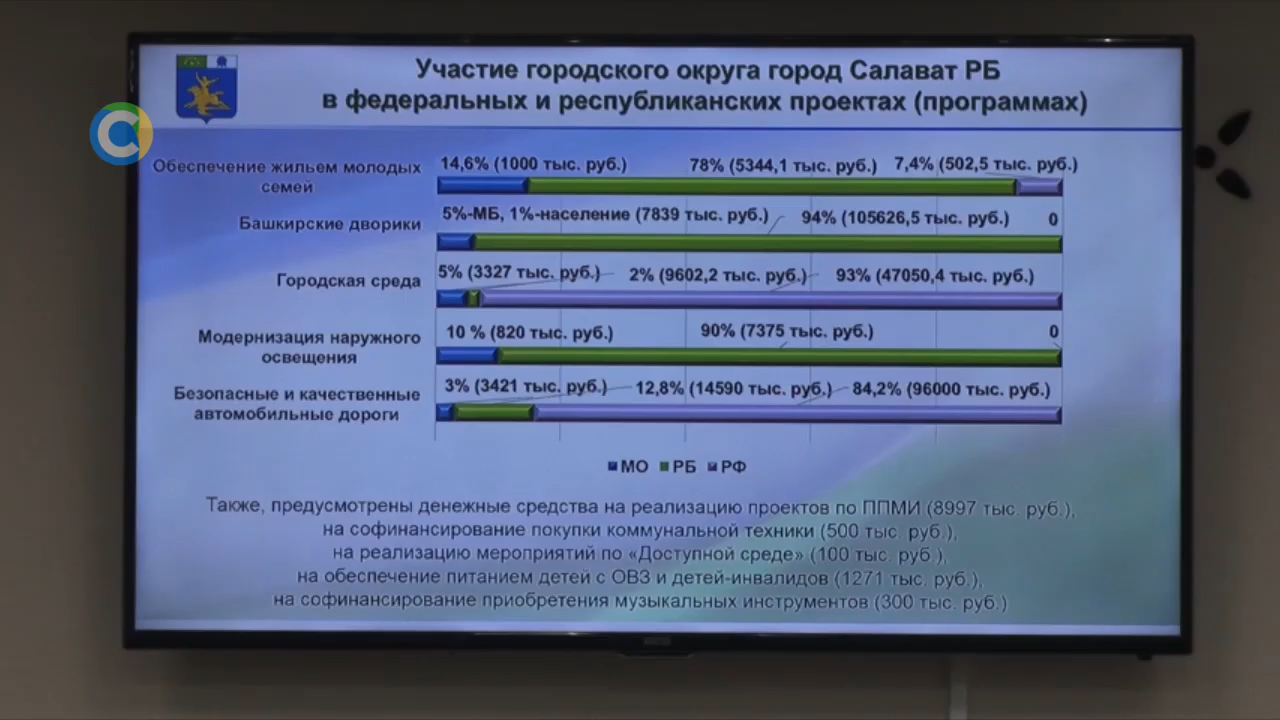 Участие городского округа город Салават РБ
в федеральных и республиканских проектах (программах)
Обеспечение жильем молодых
семей
14,6% (1000 тыс. руб.) 78% (5344,1 тыс. руб.) 7,4% (502,5 тыс. руб.)
Башкирские дворики
5%-МБ, 1%-население (7839 тыс. руб.) 94% (105626,5 тыс. руб.) 0
Городская среда
5% (3327 тыс. руб.) 2% (9602,2 тыс. руб.) 93% (47050,4 тыс. руб.)
Модернизация наружного
освещения
10 % (820 тыс. руб.) 90% (7375 тыс. руб.) 0
Безопасные и качественные
автомобильные дороги
3% (3421 тыс. руб.) 12,8% (14590 тыс. руб.) 84,2% (96000 тыс. руб.)
МО РБ РФ
Также, предусмотрены денежные средства на реализацию проектов по ППМИ (8997 тыс. руб.),
на софинансирование покупки коммунальной техники (500 тыс. руб.),
на реализацию мероприятий по «Доступной среде» (100 тыс. руб.),
на обеспечение питанием детей с ОВЗ и детей-инвалидов (1271 тыс. руб.),
на софинансирование приобретения музыкальных инструментов (300 тыс. руб.)